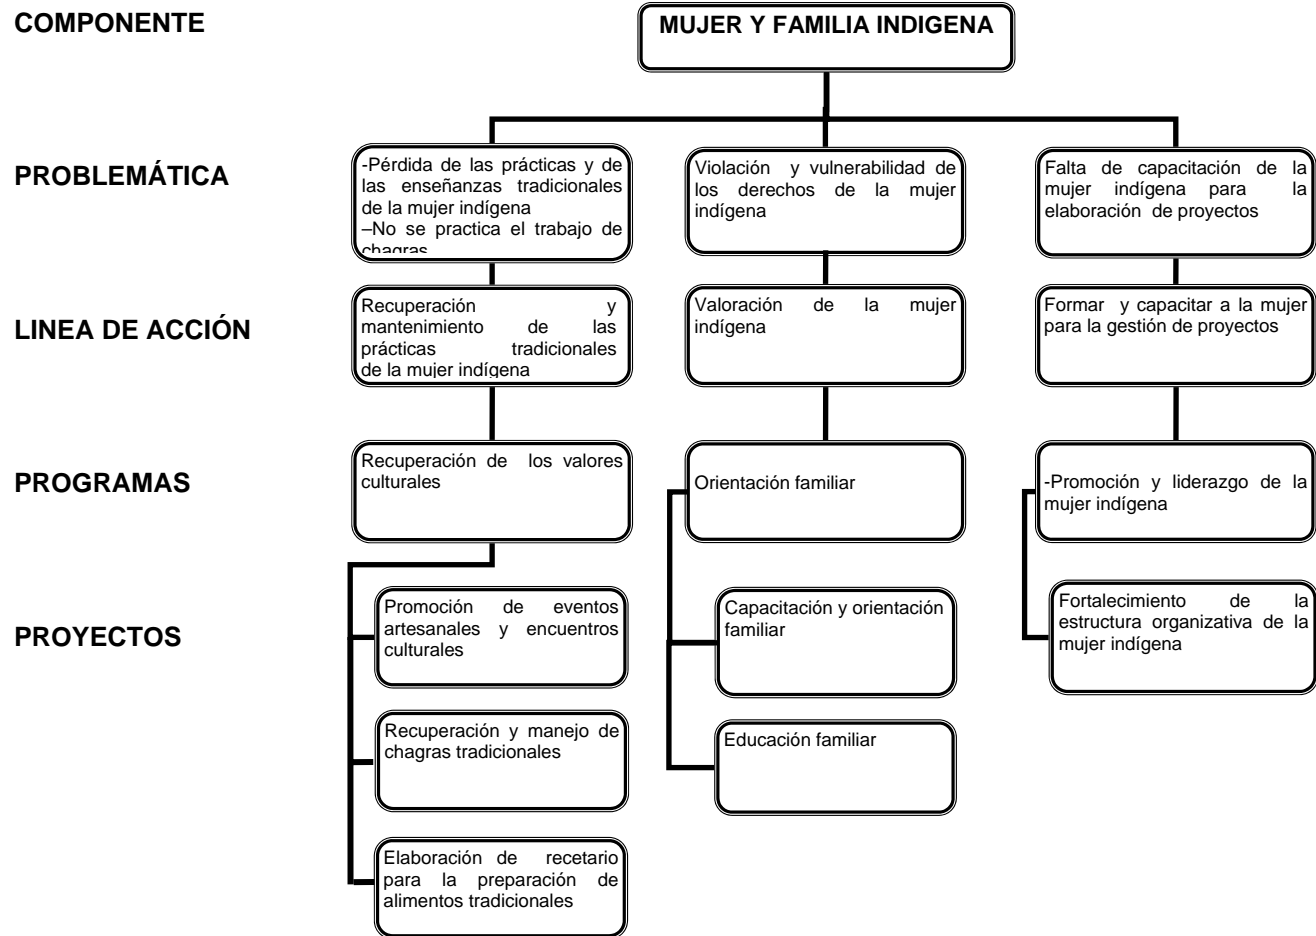 COMPONENTE
MUJER Y FAMILIA INDIGENA
PROBLEMÁTICA
-Pérdida de las prácticas y de
las enseñanzas tradicionales
de la mujer indígena
–No se practica el trabajo de
chagras
Violación y vulnerabilidad de
los derechos de la mujer
indígena
Falta de capacitación de la
mujer indígena para la
elaboración de proyectos
LINEA DE ACCIÓN
Recuperación y
mantenimiento de las
prácticas tradicionales
de la mujer indígena
Valoración de la mujer
indígena
Formar y capacitar a la mujer
para la gestión de proyectos
PROGRAMAS
Recuperación de los valores
culturales
Orientación familiar
-Promoción y liderazgo de la
mujer indígena
PROYECTOS
Promoción de eventos
artesanales y encuentros
culturales
Capacitación y orientación
familiar
Fortalecimiento de la
estructura organizativa de la
mujer indígena
Recuperación y manejo de
chagras tradicionales
Educación familiar
Elaboración de recetario
para la preparación de
alimentos tradicionales